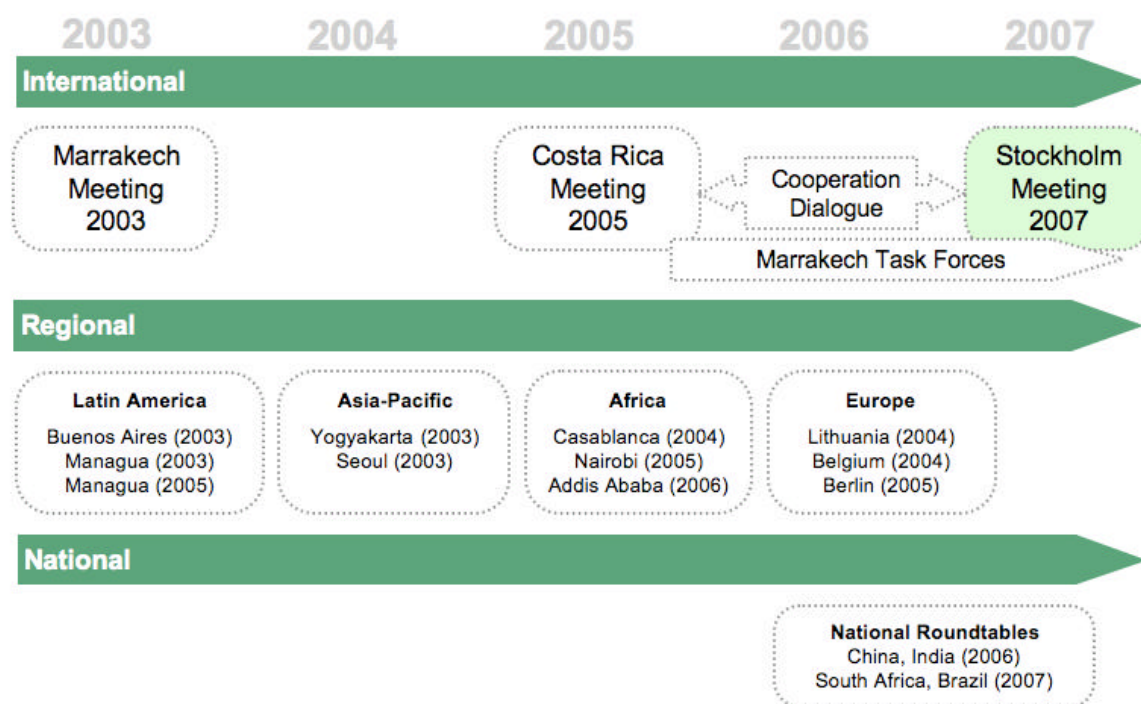 2003 2004 2005 2006 2007
International
Marrakech
Meeting
2003
Costa Rica
Meeting
2005
Cooperation
Dialogue
Stockholm
Meeting
2007
Marrakech Task Forces
Regional
Latin America
Buenos Aires (2003)
Managua (2003)
Managua (2005)
Asia-Pacific
Yogyakarta (2003)
Seoul (2003)
Africa
Casablanca (2004)
Nairobi (2005)
Addis Ababa (2006)
Europe
Lithuania (2004)
Belgium (2004)
Berlin (2005)
National
National Roundtables
China, India (2006)
South Africa, Brazil (2007)